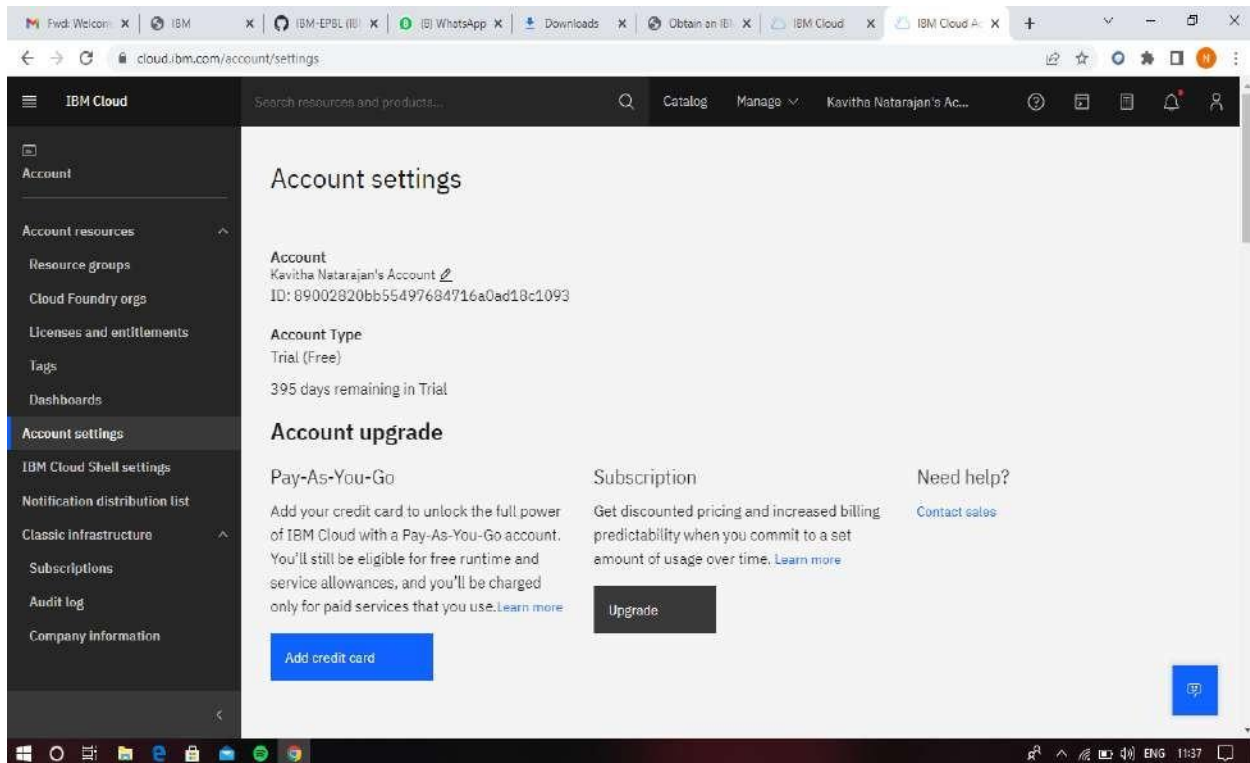 Fwd: Welcom
IBM
IBM-EPBL (IB
(6) WhatsApp
Downloads
Obtain an IB
IBM Cloud
IBM Cloud Ac
cloud.ibm.com/account/settings
N
IBM Cloud
Search resources and products...
Catalog
Manage
Kavitha Natarajan's Ac...
Account
Account resources
Resource groups
Cloud Foundry orgs
Licenses and entitlements
Tags
Dashboards
Account settings
IBM Cloud Shell settings
Notification distribution list
Classic infrastructure
Subscriptions
Audit log
Company information
Account settings
Account
Kavitha Natarajan's Account
ID: 89002820bb55497684716a0ad18c1093
Account Type
Trial (Free)
395 days remaining in Trial
Account upgrade
Pay-As-You-Go
Add your credit card to unlock the full power
of IBM Cloud with a Pay-As-You-Go account.
You'll still be eligible for free runtime and
service allowances, and you'll be charged
only for paid services that you use.Learn more
Add credit card
Subscription
Get discounted pricing and increased billing
predictability when you commit to a set
amount of usage over time. Learn more
Upgrade
Need help?
Contact sales
ENG 11:37